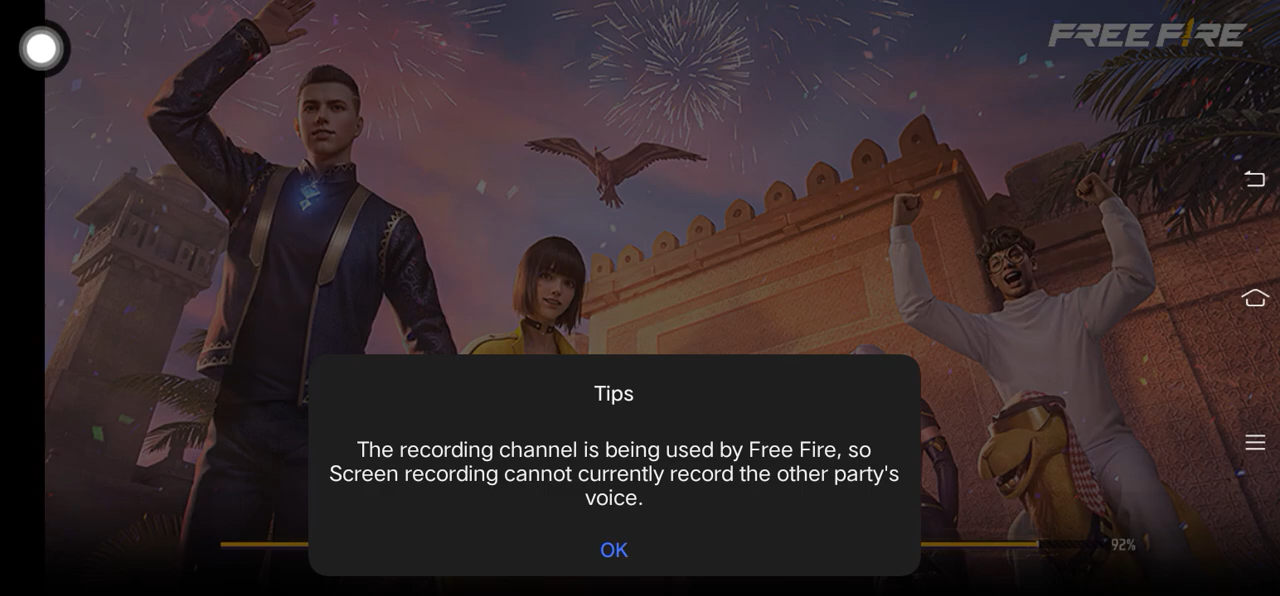 FREE FIRE
Tips
The recording channel is being used by Free Fire, so
Screen recording cannot currently record the other party's
voice.
OK
92%